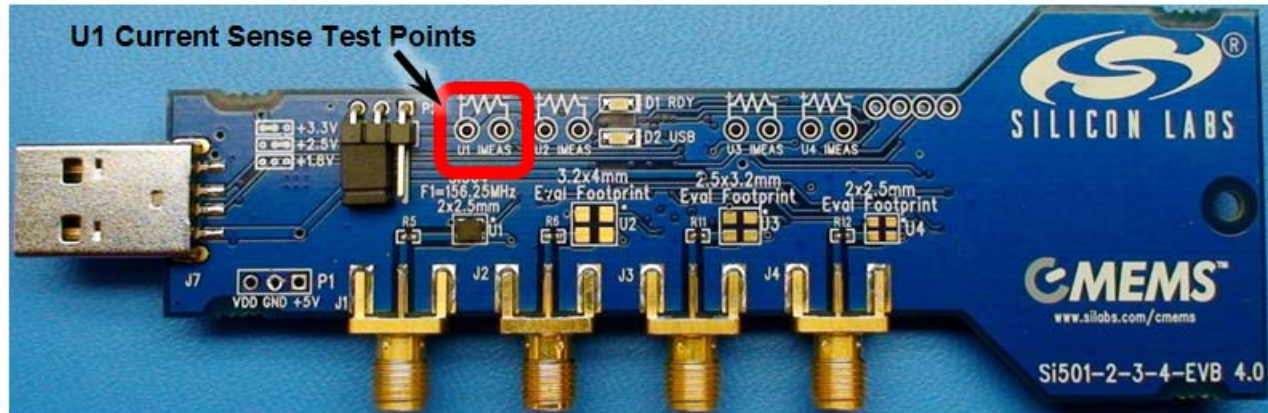 U1 Current Sense Test Points
®
SILICON LABS
+3.3V
+2.5V
+1.8V
U1 IMEAS
U2 IMEAS
D1 RDY
D2 USB
U3 IMEAS
U4 IMEAS
F1=156.25MHz
2x2.5mm
U1
3.2x4mm
Eval Footprint
U2
2.5x3.2mm
Eval Footprint
U3
2x2.5mm
Eval Footprint
U4
R5
R6
R11
R12
J7
P1
VDD GND +5V
J1
J2
J3
J4
CMEMS™
www.silabs.com/cmems
Si501-2-3-4-EVB 4.0